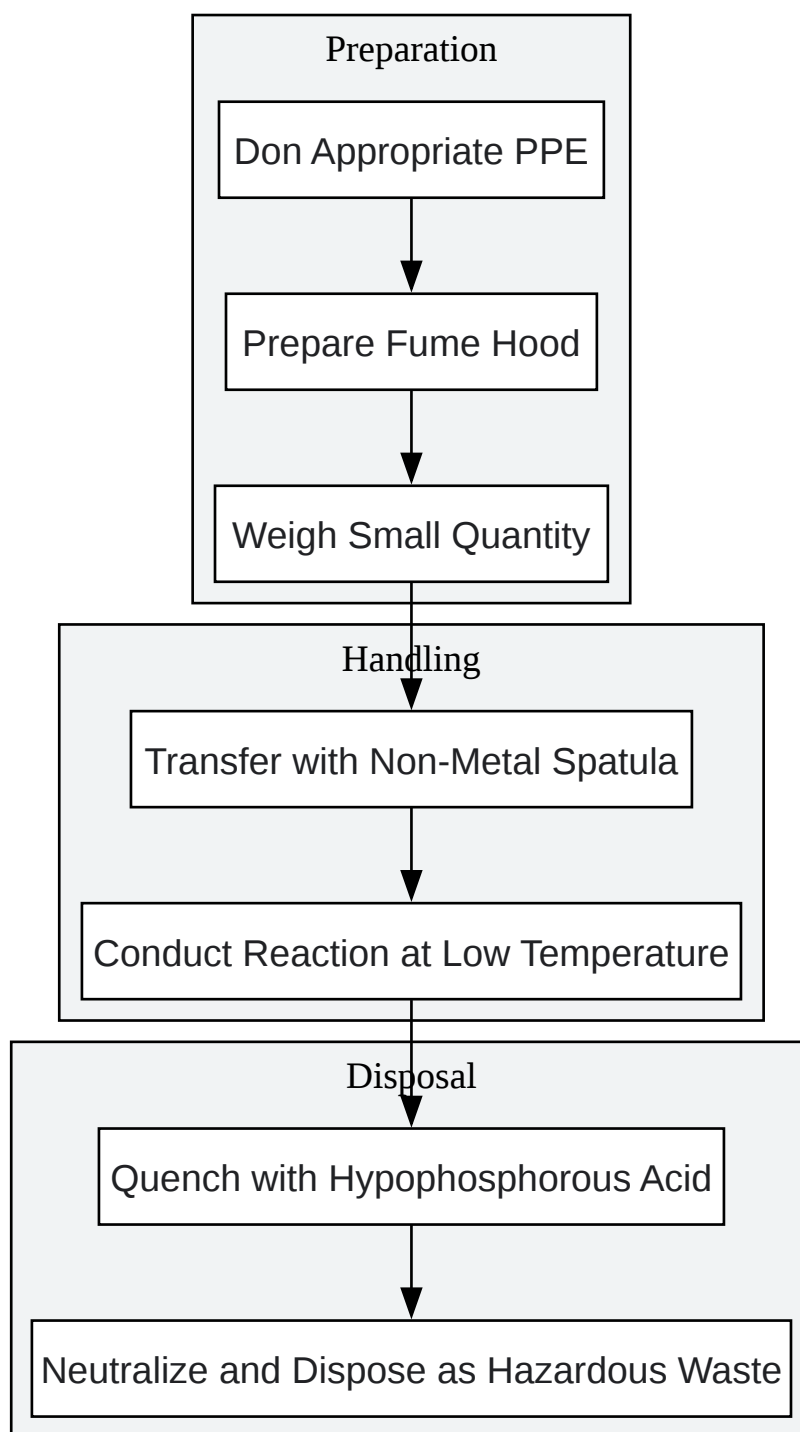 Preparation
Don Appropriate PPE
Prepare Fume Hood
Weigh Small Quantity
Handling
Transfer with Non-Metal Spatula
Conduct Reaction at Low Temperature
Disposal
Quench with Hypophosphorous Acid
Neutralize and Dispose as Hazardous Waste